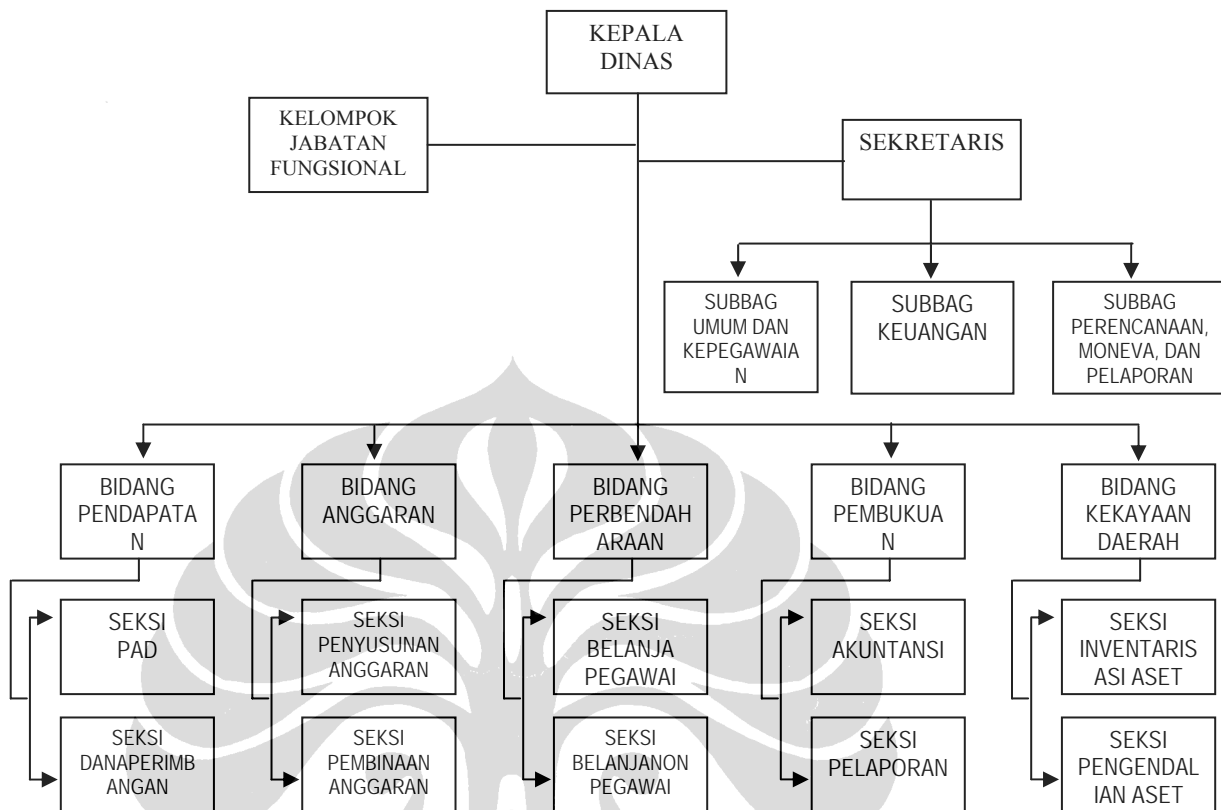 KEPALA
DINAS
KELOMPOK
JABATAN
FUNGSIONAL
SEKRETARIS
SUBBAG
UMUM DAN
KEPEGAWAIA
N
SUBBAG
KEUANGAN
SUBBAG
PERENCANAAN,
MONEVA, DAN
PELAPORAN
BIDANG
PENDAPATA
N
BIDANG
ANGGARAN
BIDANG
PERBENDAH
ARAAN
BIDANG
PEMBUKUA
N
BIDANG
KEKAYAAN
DAERAH
SEKSI
PAD
SEKSI
PENYUSUNAN
ANGGARAN
SEKSI
BELANJA
PEGAWAI
SEKSI
AKUNTANSI
SEKSI
INVENTARIS
ASI ASET
SEKSI
DANAPERIMB
ANGAN
SEKSI
PEMBINAAN
ANGGARAN
SEKSI
BELANJANON
PEGAWAI
SEKSI
PELAPORAN
SEKSI
PENGENDAL
IAN ASET